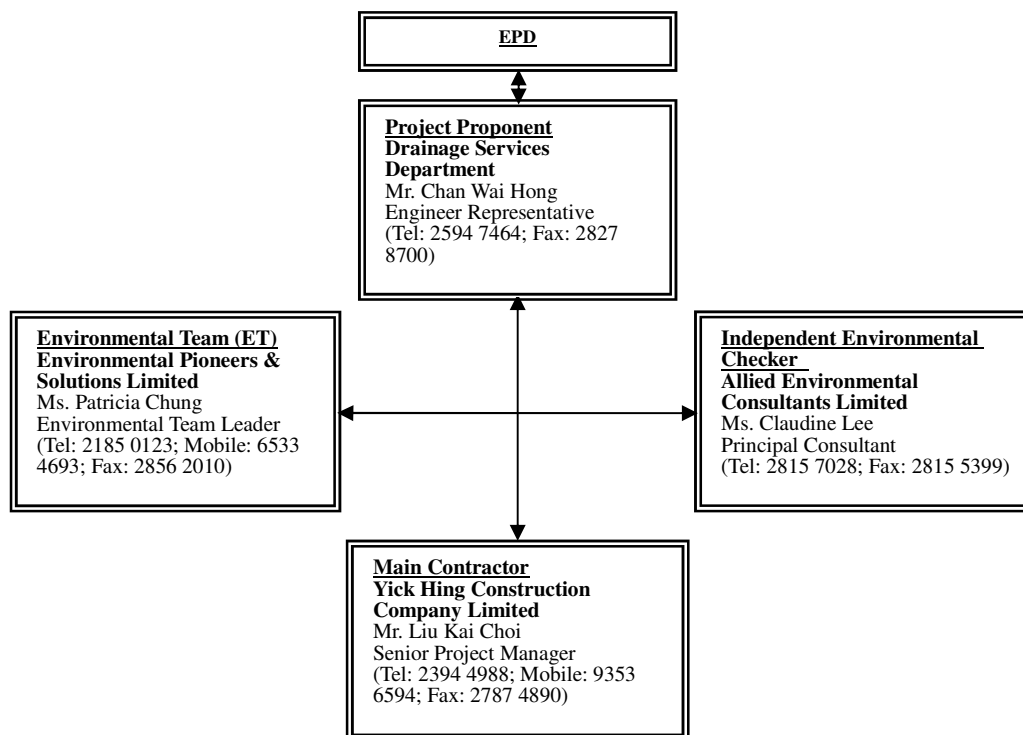 EPD
Project Proponent
Drainage Services
Department
Mr. Chan Wai Hong
Engineer Representative
(Tel: 2594 7464; Fax: 2827
8700)
Environmental Team (ET)
Environmental Pioneers &
Solutions Limited
Ms. Patricia Chung
Environmental Team Leader
(Tel: 2185 0123; Mobile: 6533
4693; Fax: 2856 2010)
Independent Environmental
Checker
Allied Environmental
Consultants Limited
Ms. Claudine Lee
Principal Consultant
(Tel: 2815 7028; Fax: 2815 5399)
Main Contractor
Yick Hing Construction
Company Limited
Mr. Liu Kai Choi
Senior Project Manager
(Tel: 2394 4988; Mobile: 9353
6594; Fax: 2787 4890)